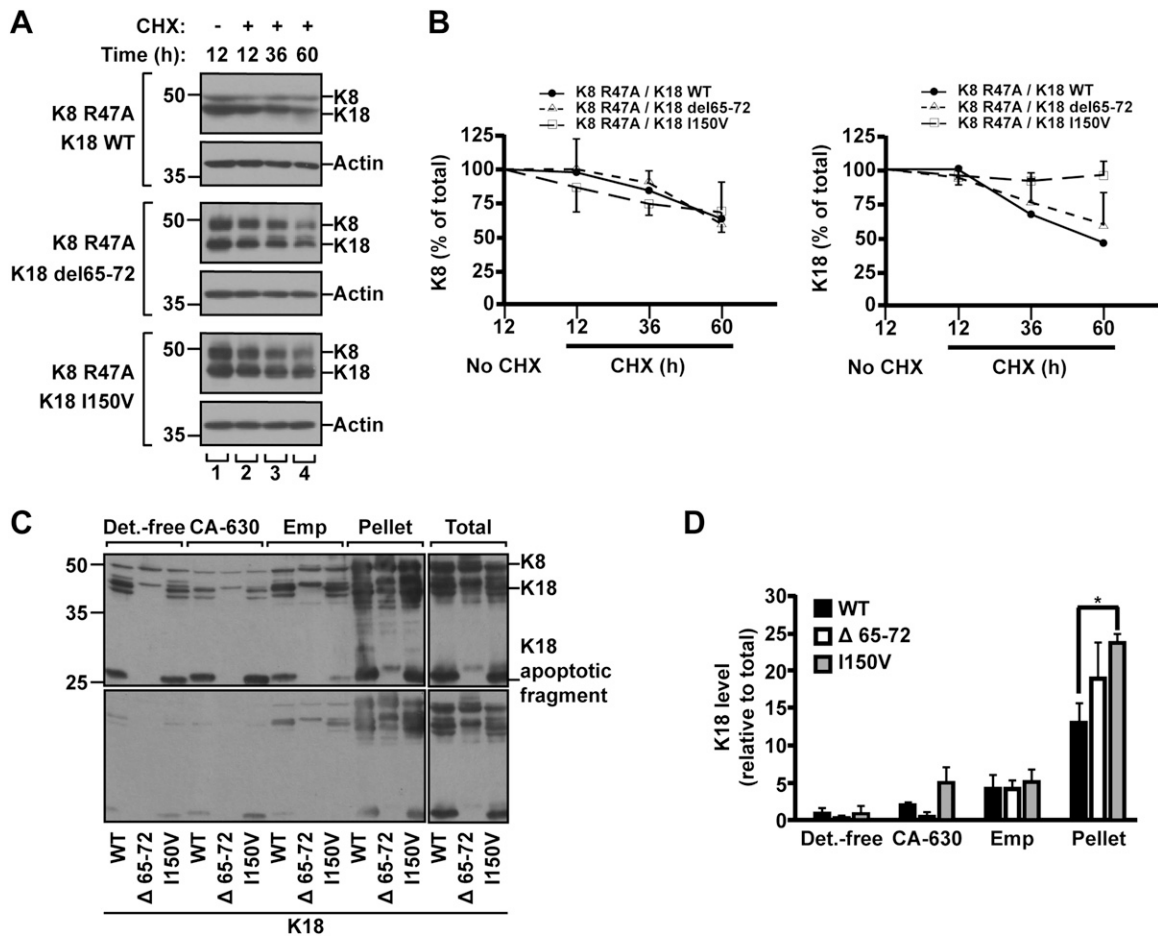 A
CHX: - + + +
Time (h): 12 12 36 60
K8 R47A
K18 WT
50
K8
K18
35
Actin
K8 R47A
K18 del65-72
50
K8
K18
35
Actin
K8 R47A
K18 I150V
50
K8
K18
35
Actin
1 2 3 4
B
K8 R47A / K18 WT
K8 R47A / K18 del65-72
K8 R47A / K18 I150V
K8 (% of total)
125
100
75
50
25
0
12 12 36 60
No CHX CHX (h)
K8 R47A / K18 WT
K8 R47A / K18 del65-72
K8 R47A / K18 I150V
K18 (% of total)
125
100
75
50
25
0
12 12 36 60
No CHX CHX (h)
C
Det.-free CA-630 Emp Pellet Total
50
35
25
K8
K18
K18
apoptotic
fragment
WT Δ 65-72 I150V WT Δ 65-72 I150V WT Δ 65-72 I150V WT Δ 65-72 I150V WT Δ 65-72 I150V
K18
D
WT
Δ 65-72
I150V
*
K18 level
(relative to total)
30
25
20
15
10
5
0
Det.-free CA-630 Emp Pellet